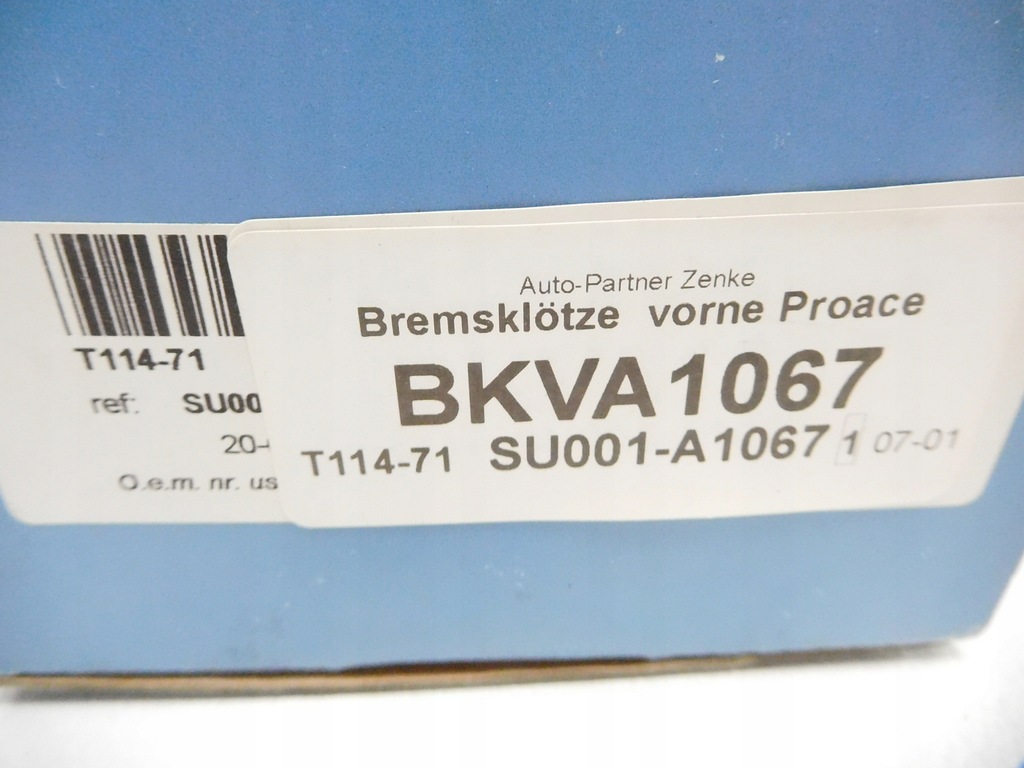 T114-71
ref: SU00
20-
O.e.m. nr. us
Auto-Partner Zenke
Bremsklötze vorne Proace
BKVA1067
T114-71 SU001-A1067 1 07-01